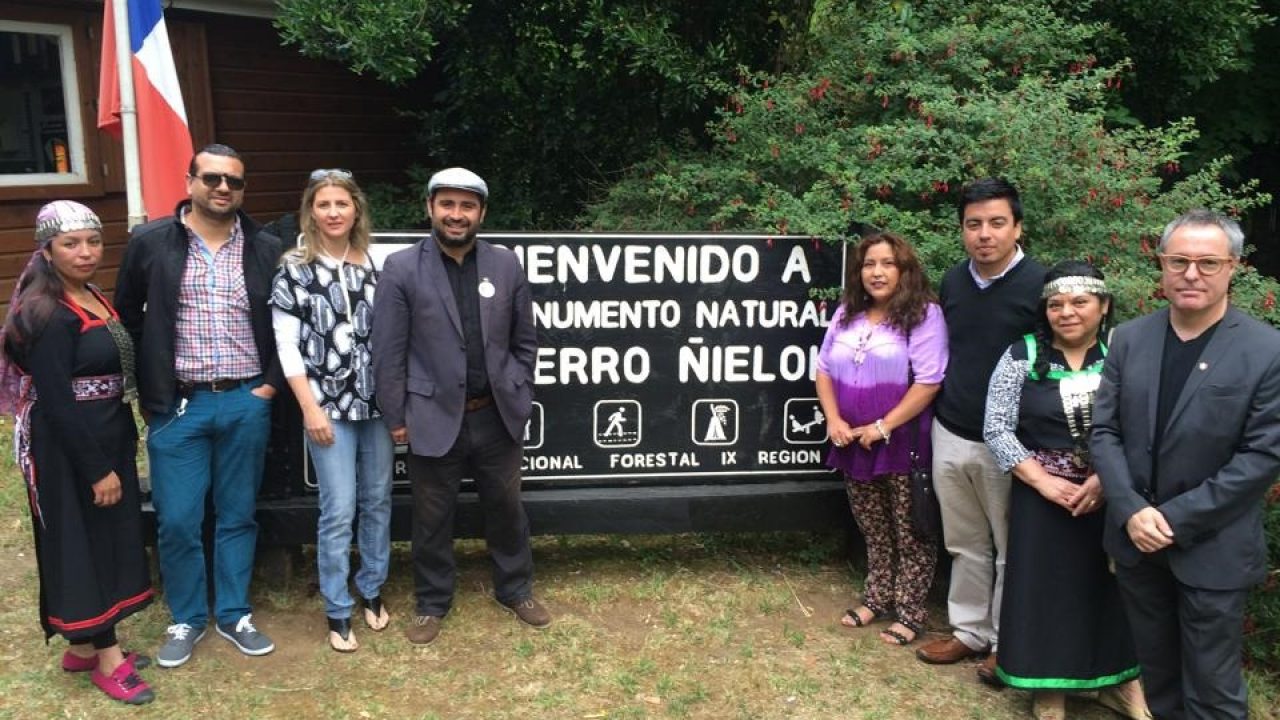 IENVENIDO A
NUMENTO NATURAL
ERRO ÑIELO
CIONAL FORESTAL IX REGION